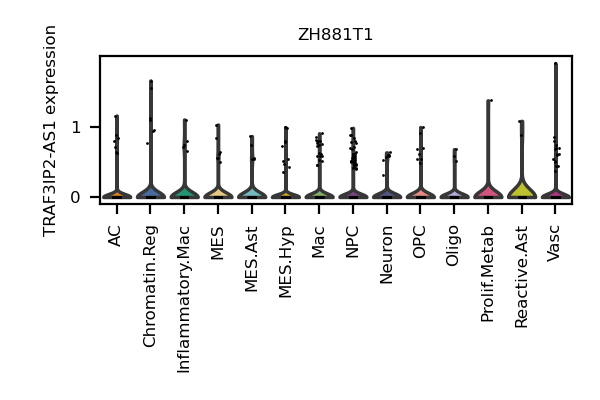 ZH881T1
TRAF3IP2-AS1 expression
1
0
AC
Chromatin.Reg
Inflammatory.Mac
MES
MES.Ast
MES.Hyp
Mac
NPC
Neuron
OPC
Oligo
Prolif.Metab
Reactive.Ast
Vasc